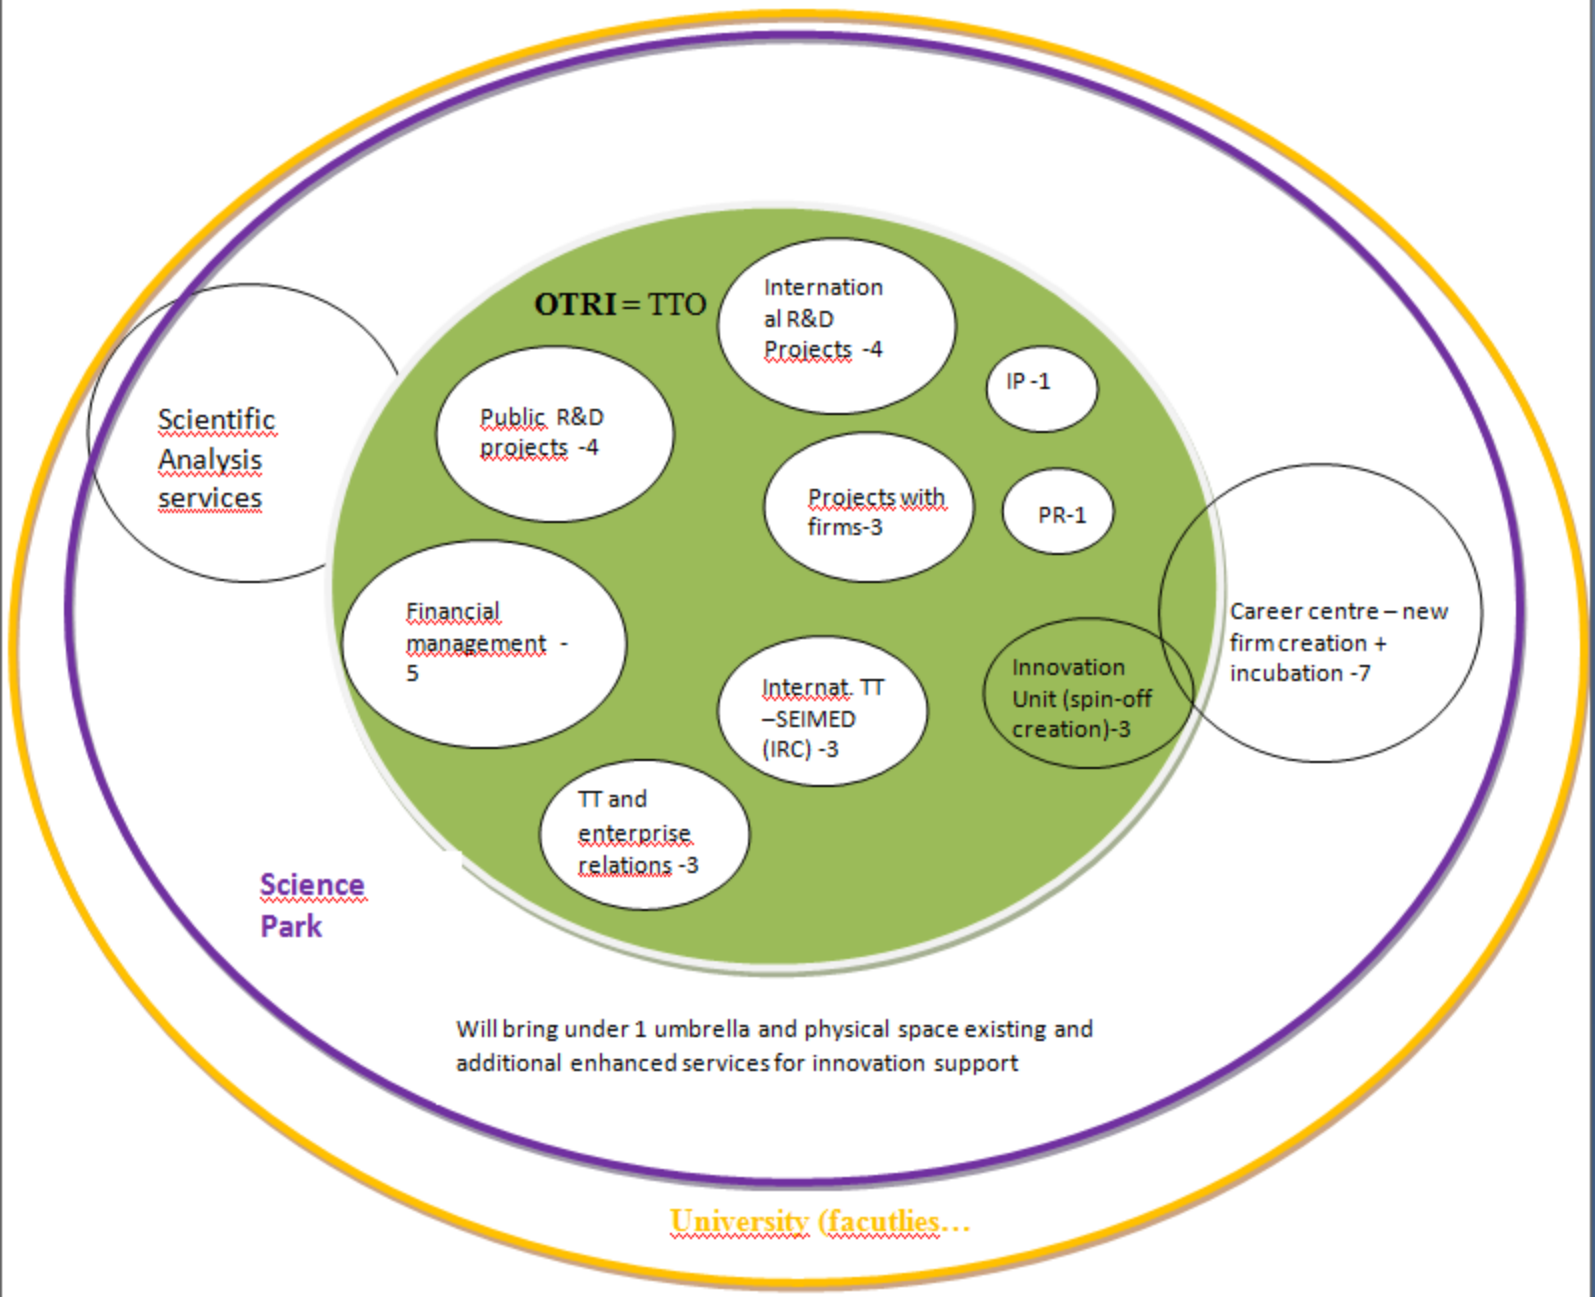 OTRI = TTO
Internation
al R&D
Projects -4
IP -1
Public R&D
projects -4
Scientific
Analysis
services
Projects with
firms-3
PR-1
Financial
management -
5
Career centre – new
firm creation +
incubation -7
Innovation
Unit (spin-off
creation)-3
Internat. TT
–SEIMED
(IRC) -3
TT and
enterprise
relations -3
Science
Park
Will bring under 1 umbrella and physical space existing and
additional enhanced services for innovation support
University (facutlies…